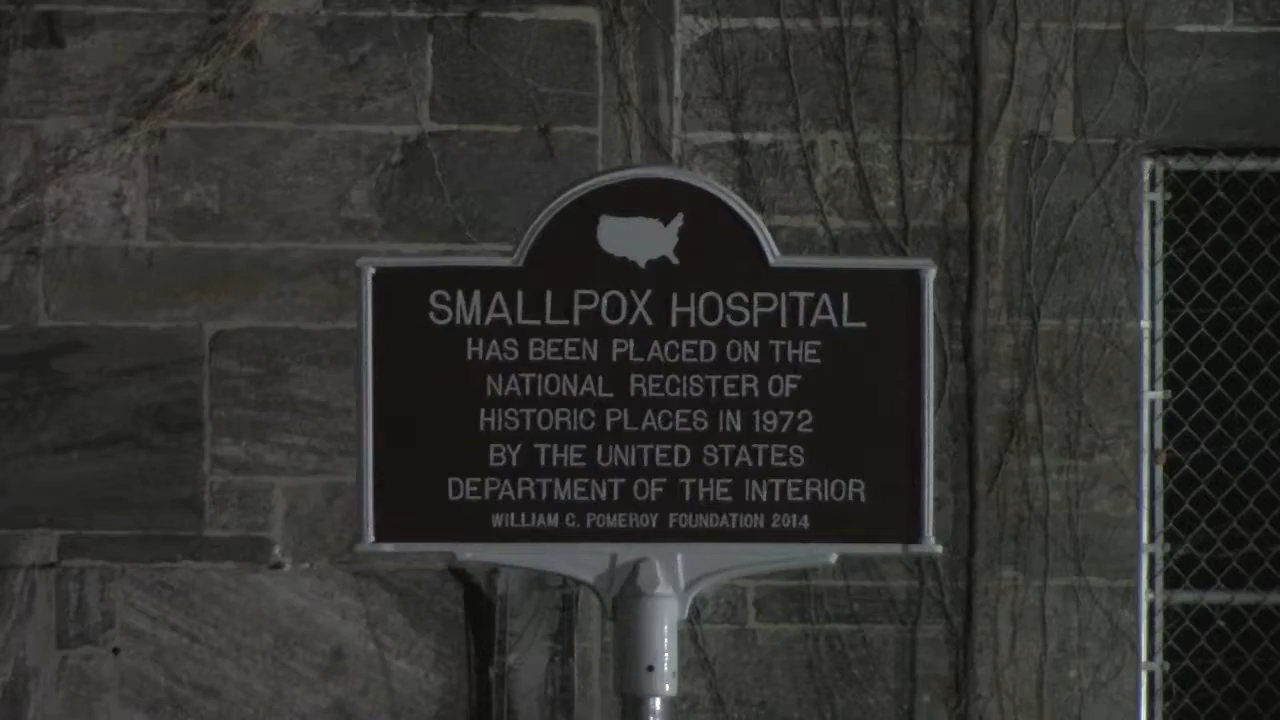 SMALLPOX HOSPITAL
HAS BEEN PLACED ON THE
NATIONAL REGISTER OF
HISTORIC PLACES IN 1972
BY THE UNITED STATES
DEPARTMENT OF THE INTERIOR
WILLIAM C. POMEROY FOUNDATION 2014